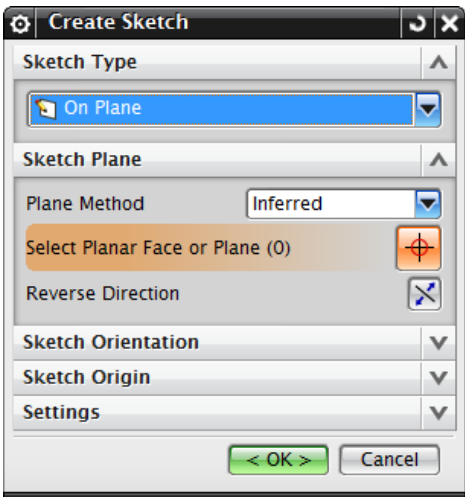 Create Sketch
Sketch Type
On Plane
Sketch Plane
Plane Method Inferred
Select Planar Face or Plane (0)
Reverse Direction
Sketch Orientation
Sketch Origin
Settings
< OK > Cancel